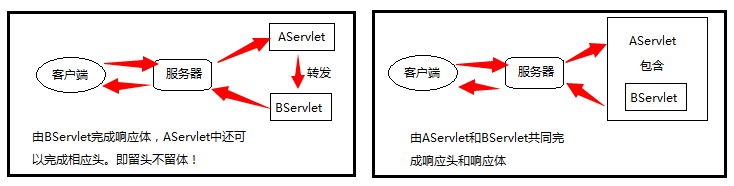 客户端
服务器
AServlet
转发
BServlet
由BServlet完成响应体，AServlet中还可
以完成相应头。即留头不留体！
客户端
服务器
AServlet
包含
BServlet
由AServlet和BServlet共同完
成响应头和响应体